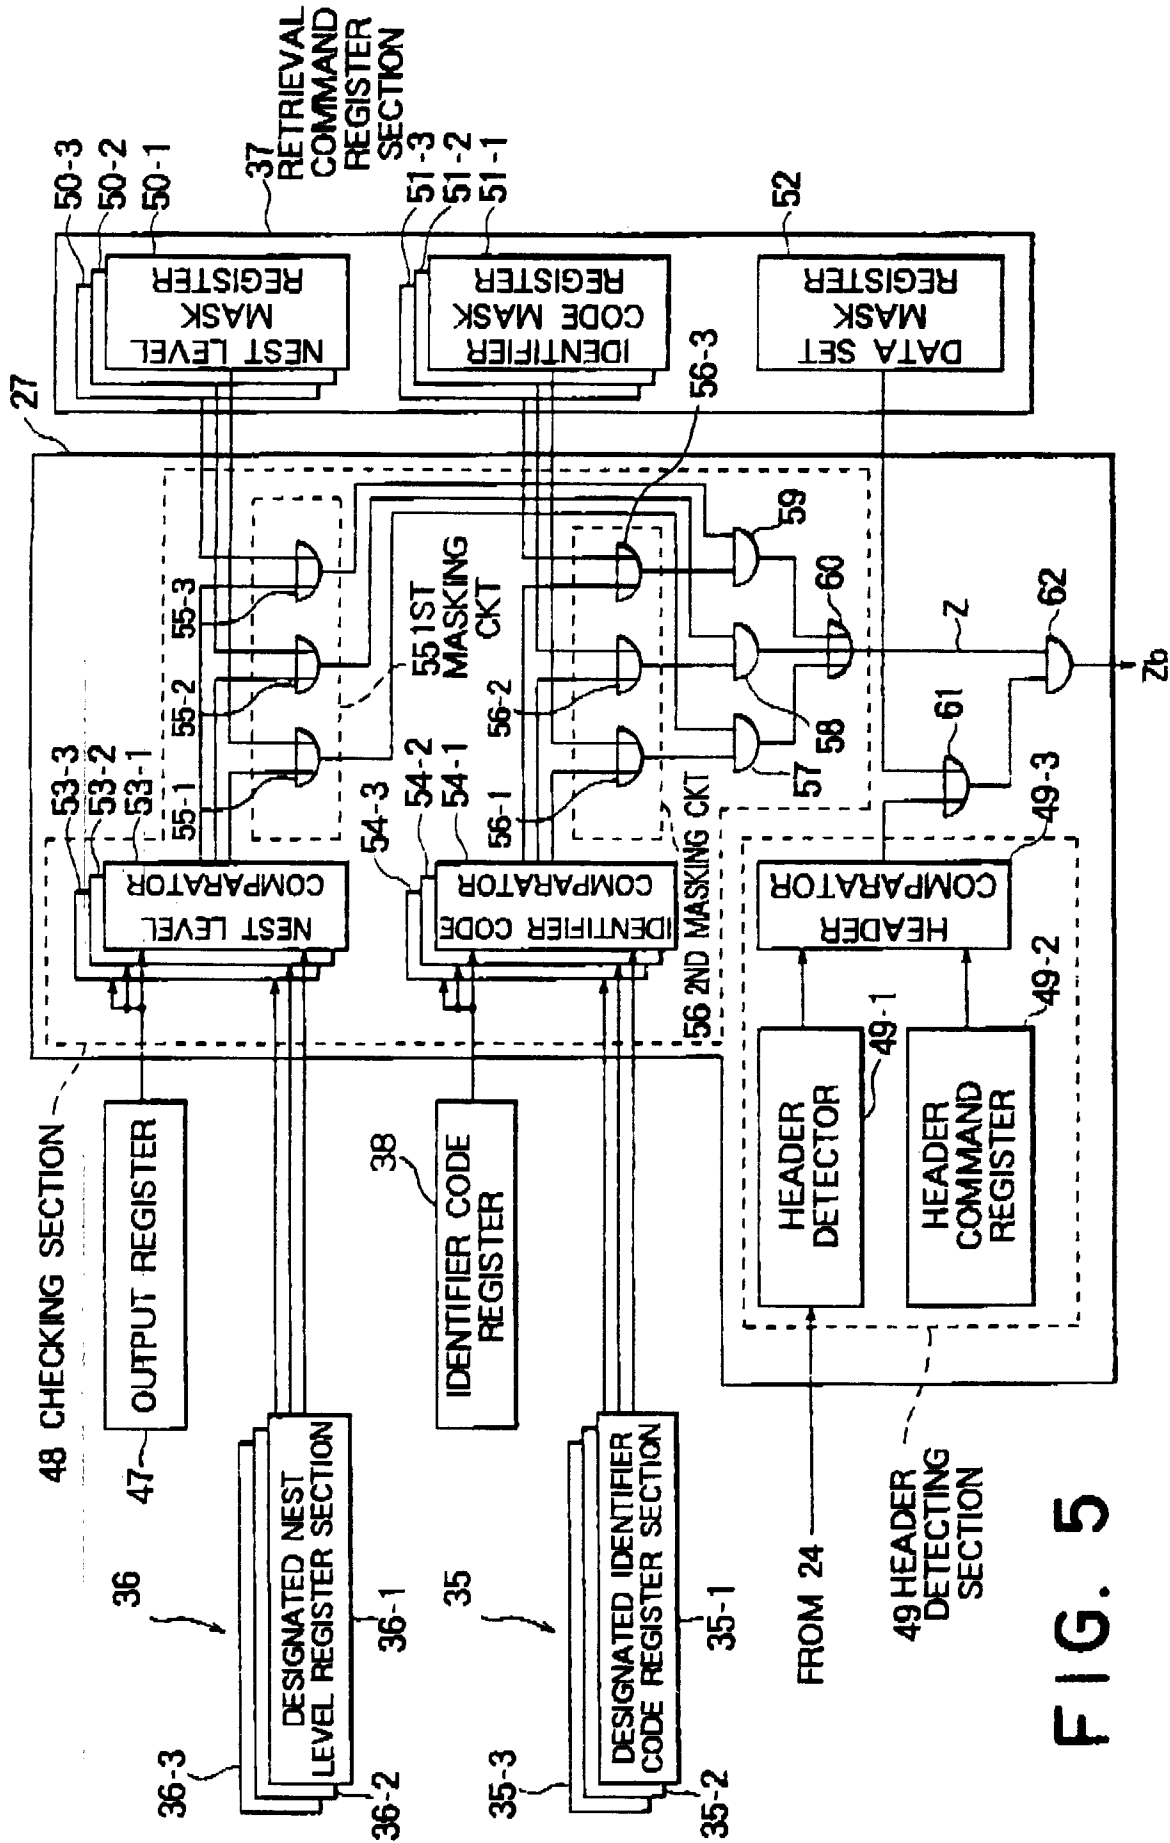 48 CHECKING SECTION
47
OUTPUT REGISTER
53-3
53-2
53-1
NEST LEVEL
COMPARATOR
55-1
55-2
55-3
55 1ST
MASKING
CKT
27
50-3
50-2
50-1
NEST LEVEL
MASK
REGISTER
37
RETRIEVAL
COMMAND
REGISTER
SECTION
36
36-3
36-2
36-1
DESIGNATED NEST
LEVEL REGISTER SECTION
38
IDENTIFIER CODE
REGISTER
54-3
54-2
54-1
IDENTIFIER CODE
COMPARATOR
56-1
56-2
56-3
56 2ND MASKING CKT
51-3
51-2
51-1
IDENTIFIER
CODE MASK
REGISTER
35
35-3
35-2
35-1
DESIGNATED IDENTIFIER
CODE REGISTER SECTION
57
58
59
60
52
DATA SET
MASK
REGISTER
FROM 24
HEADER
DETECTOR
49-1
HEADER
COMPARATOR
49-3
HEADER
COMMAND
REGISTER
49-2
49 HEADER
DETECTING
SECTION
61
Z
62
Zb
FIG. 5